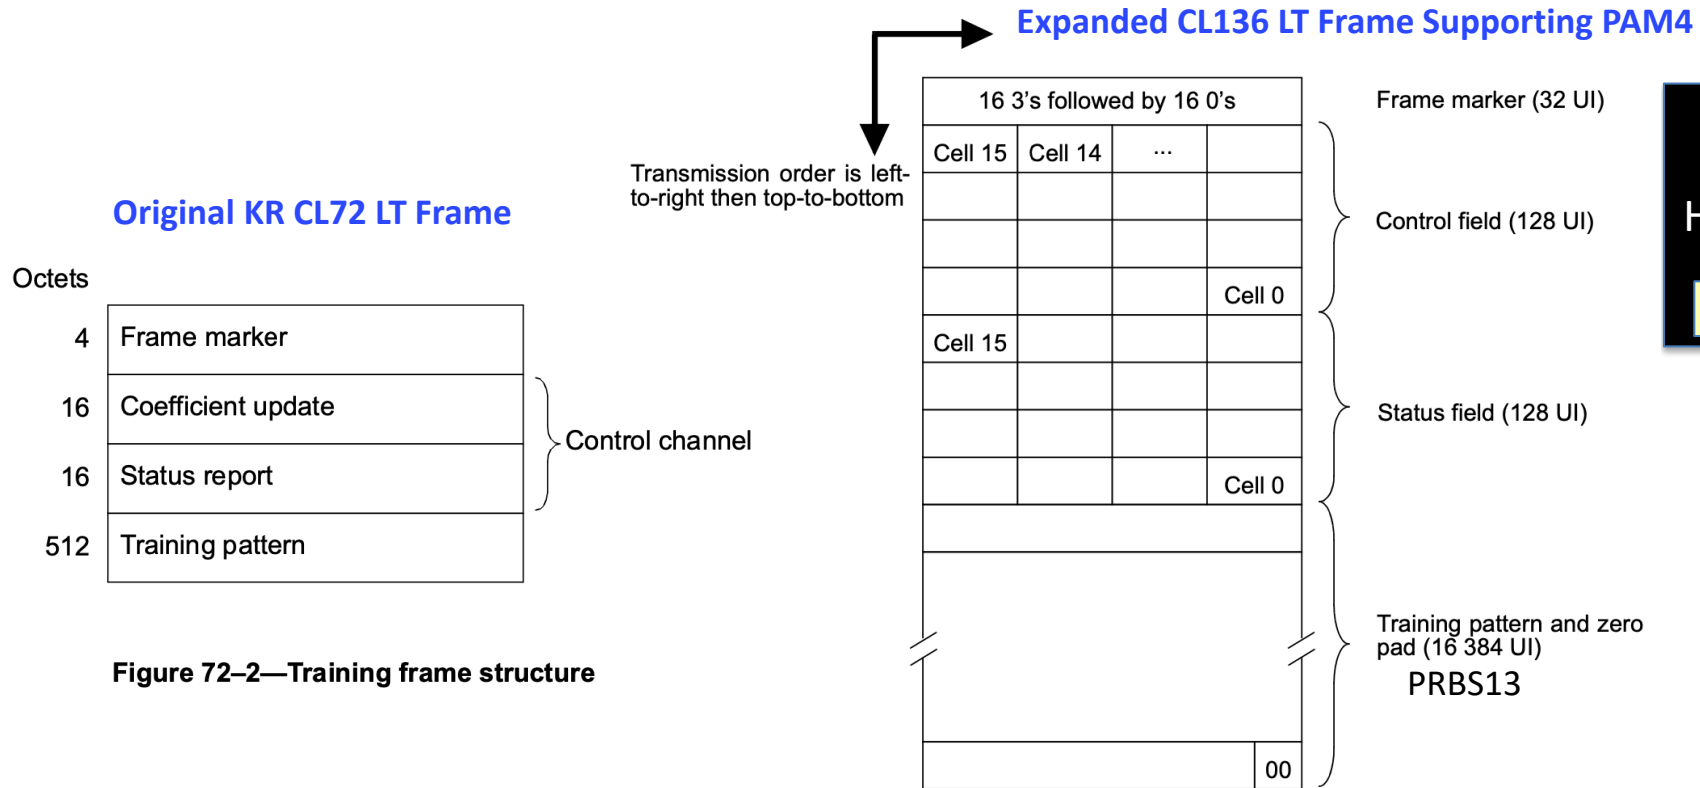 Expanded CL136 LT Frame Supporting PAM4
16 3's followed by 16 0's
Frame marker (32 UI)
Cell 15 Cell 14 ...
Transmission order is left-
to-right then top-to-bottom
Control field (128 UI)
Cell 0
Cell 15
Status field (128 UI)
Cell 0
Training pattern and zero
pad (16 384 UI)
PRBS13
00
Original KR CL72 LT Frame
Octets
4 Frame marker
16 Coefficient update
Control channel
16 Status report
512 Training pattern
Figure 72–2—Training frame structure
H